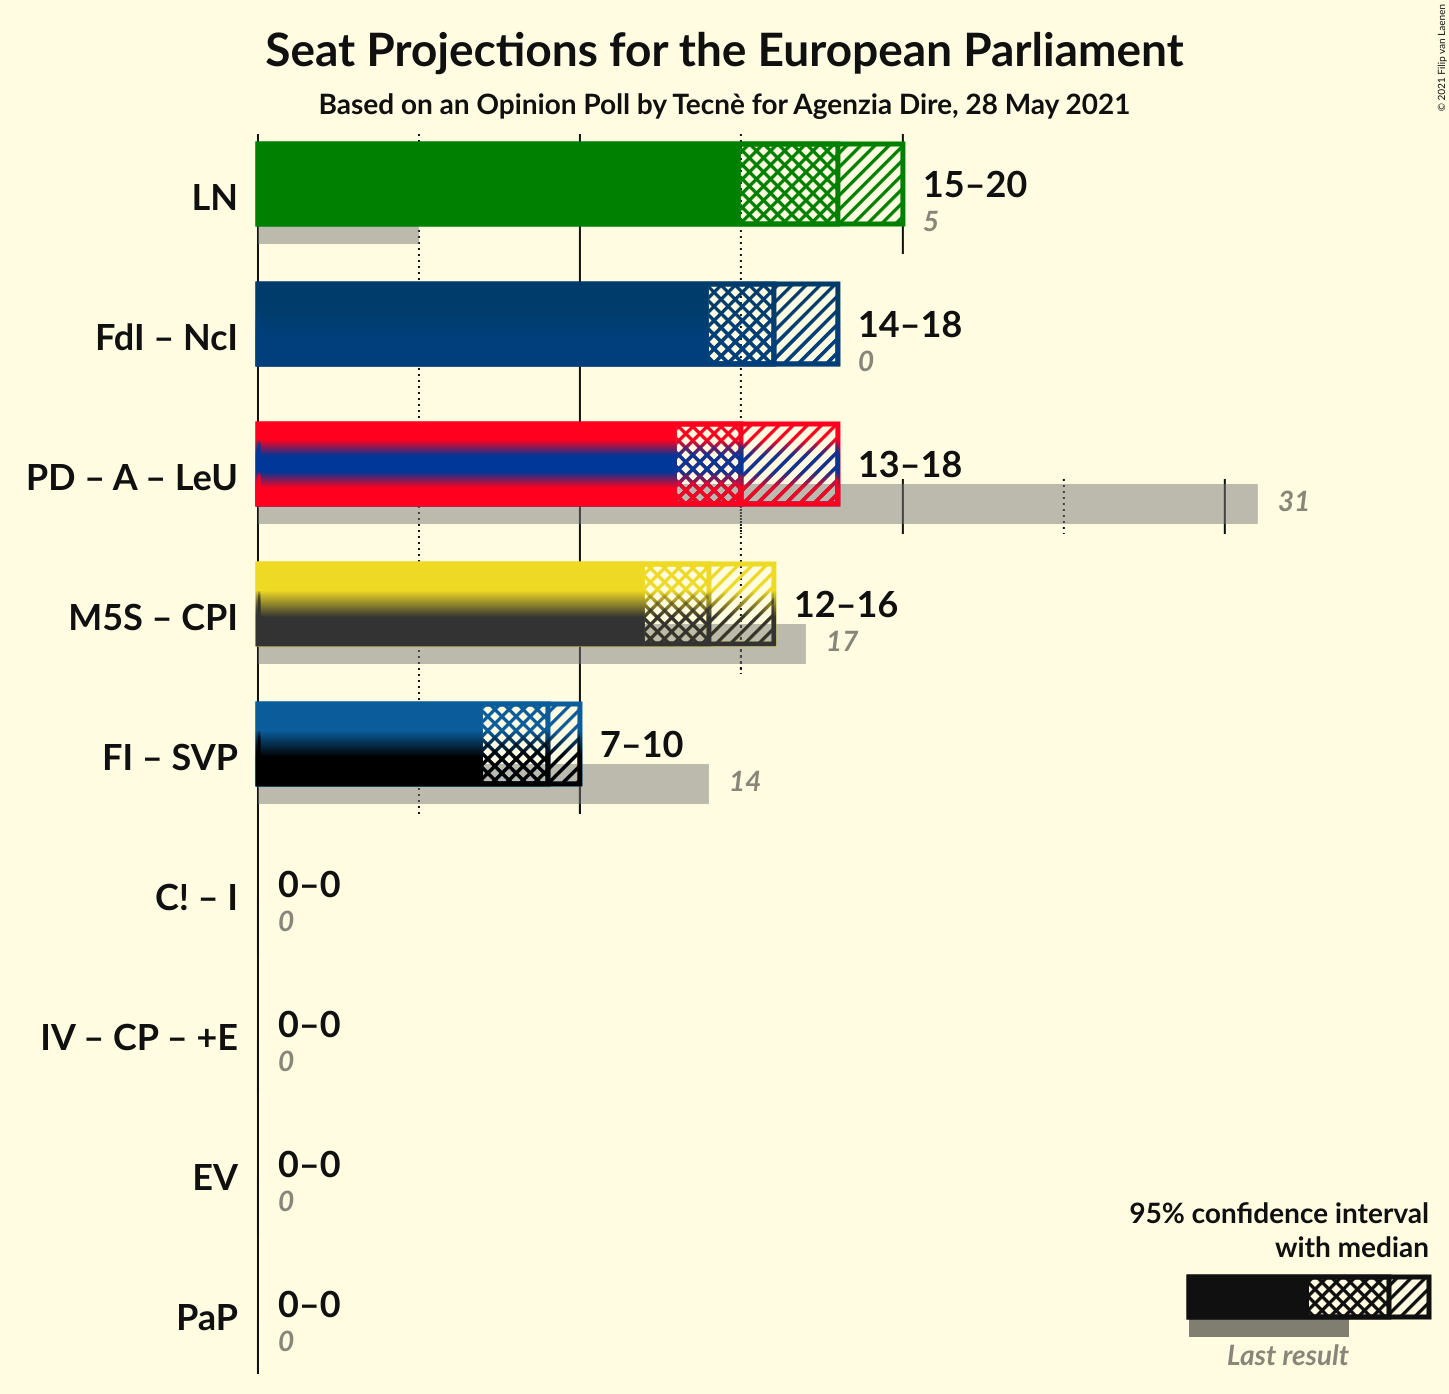 Seat Projections for the European Parliament
Based on an Opinion Poll by Tecnè for Agenzia Dire, 28 May 2021
© 2021 Filip van Laenen
LN
15–20
5
FdI – NcI
14–18
0
PD – A – LeU
13–18
31
M5S – CPI
12–16
17
FI – SVP
7–10
14
C! – I
0–0
0
IV – CP – +E
0–0
0
EV
0–0
0
PaP
0–0
0
95% confidence interval
with median
Last result